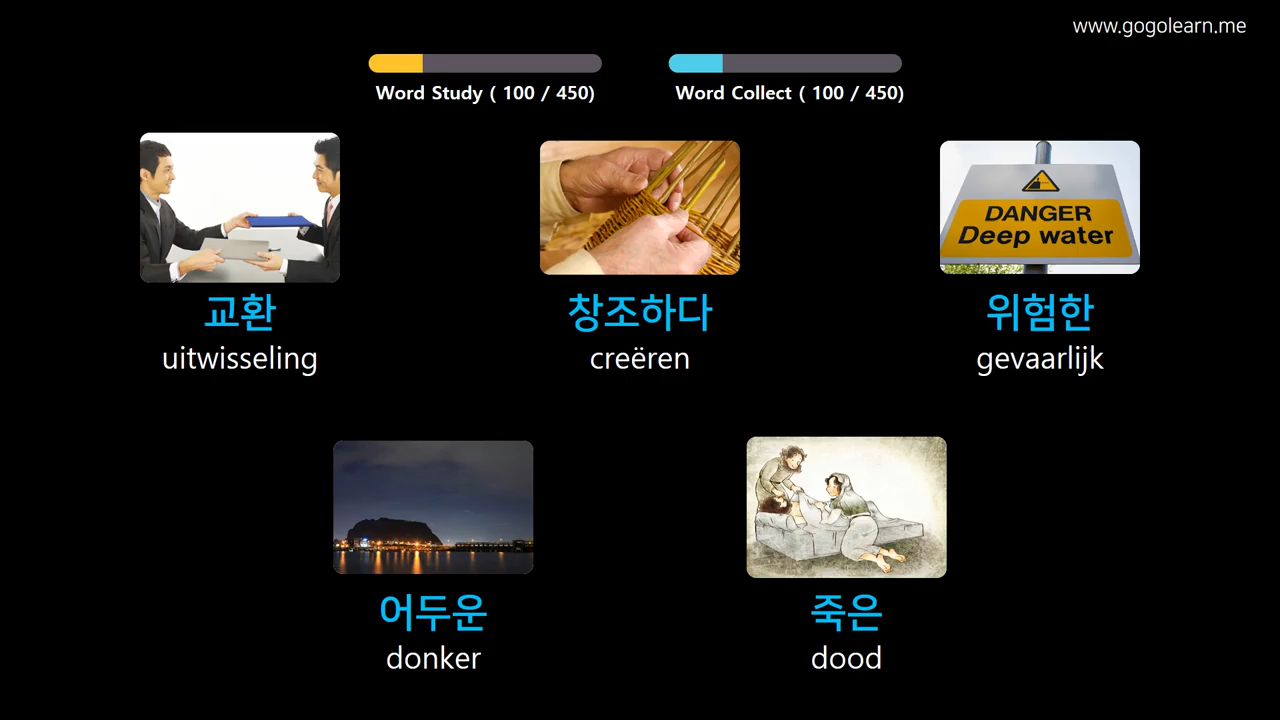 www.gogolearn.me
Word Study ( 100 / 450)
Word Collect ( 100 / 450)
DANGER
Deep water
교환
창조하다
위험한
uitwisseling
creëren
gevaarlijk
어두운
죽은
donker
dood